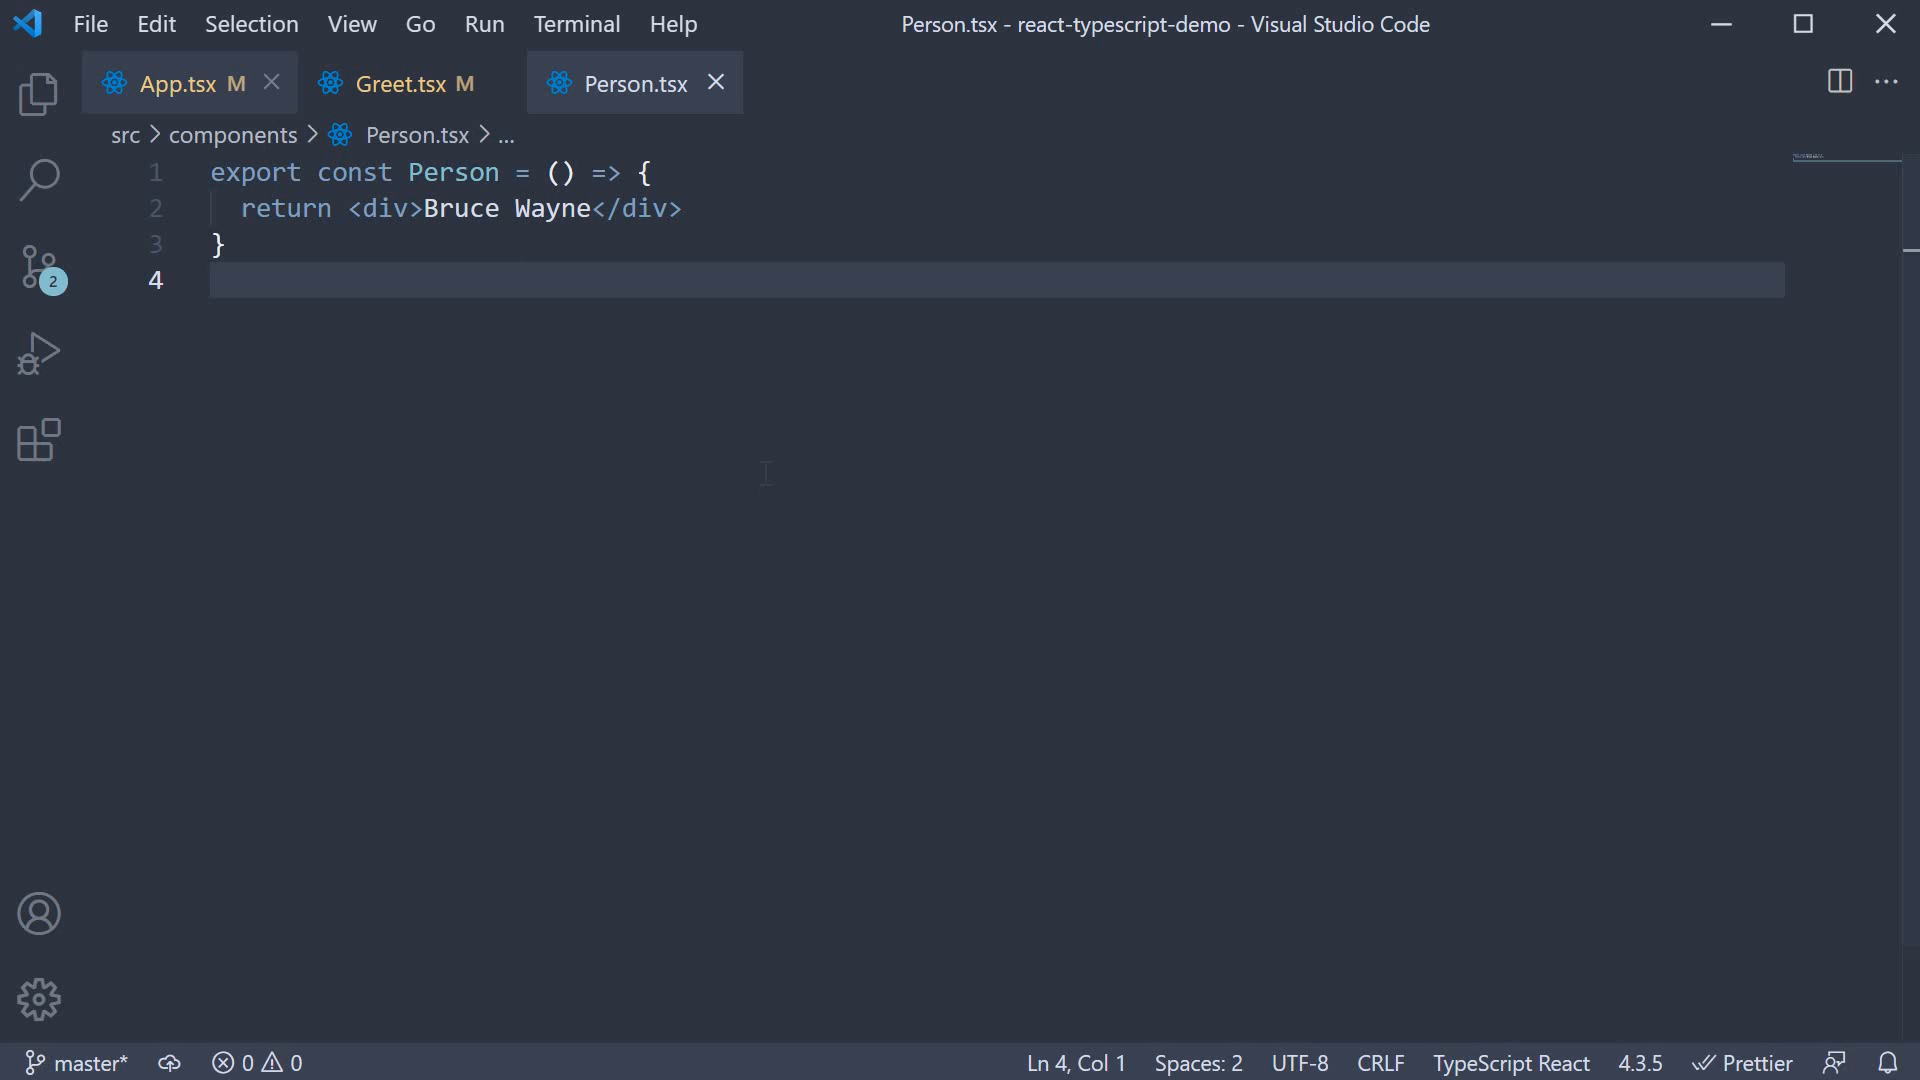 File Edit Selection View Go Run Terminal Help Person.tsx - react-typescript-demo - Visual Studio Code
App.tsx M Greet.tsx M Person.tsx
src > components > Person.tsx > ...
1 export const Person = () => {
2 return <div>Bruce Wayne</div>
3 }
4
2
master* 0 0 Ln 4, Col 1 Spaces: 2 UTF-8 CRLF TypeScript React 4.3.5 Prettier